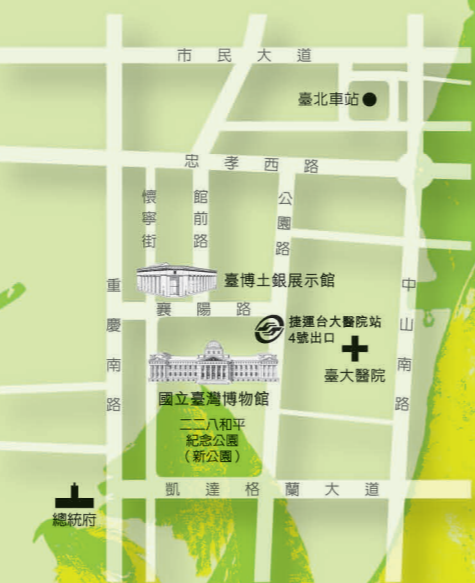 市民大道
臺北車站
忠孝西路
懷寧街
館前路
公園路
臺博土銀展示館
重慶南路
襄陽路
中山南路
捷運台大醫院站
4號出口
臺大醫院
國立臺灣博物館
二二八和平
紀念公園
（新公園）
凱達格蘭大道
總統府